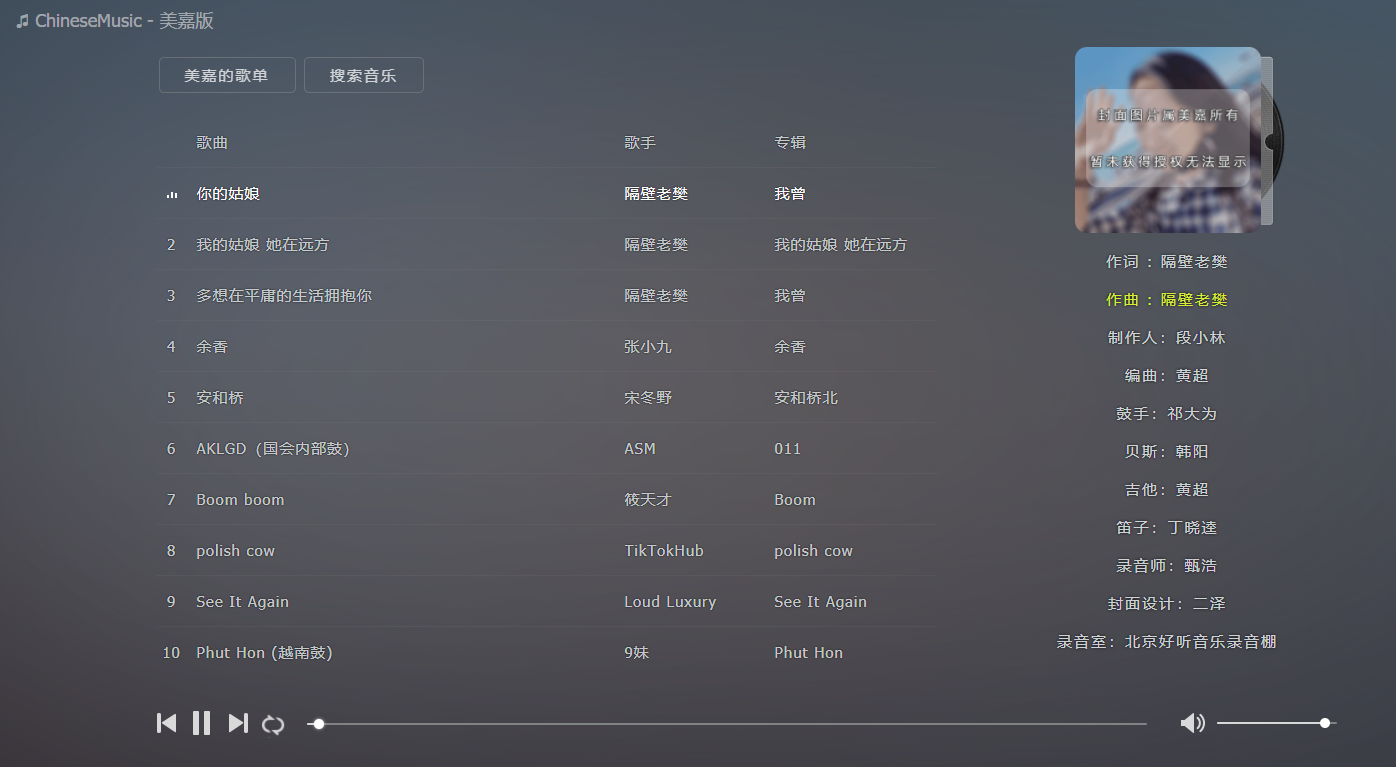 ChineseMusic - 美嘉版
美嘉的歌单 搜索音乐
歌曲 歌手 专辑
你的姑娘 隔壁老樊 我曾
2 我的姑娘 她在远方 隔壁老樊 我的姑娘 她在远方
3 多想在平庸的生活拥抱你 隔壁老樊 我曾
4 余香 张小九 余香
5 安和桥 宋冬野 安和桥北
6 AKLGD（国会内部鼓） ASM 011
7 Boom boom 筱天才 Boom
8 polish cow TikTokHub polish cow
9 See It Again Loud Luxury See It Again
10 Phut Hon (越南鼓) 9妹 Phut Hon
封面图片属美嘉所有
暂未获得授权无法显示
作词 : 隔壁老樊
作曲 : 隔壁老樊
制作人：段小林
编曲：黄超
鼓手：祁大为
贝斯：韩阳
吉他：黄超
笛子：丁晓逵
录音师：甄浩
封面设计：二泽
录音室：北京好听音乐录音棚